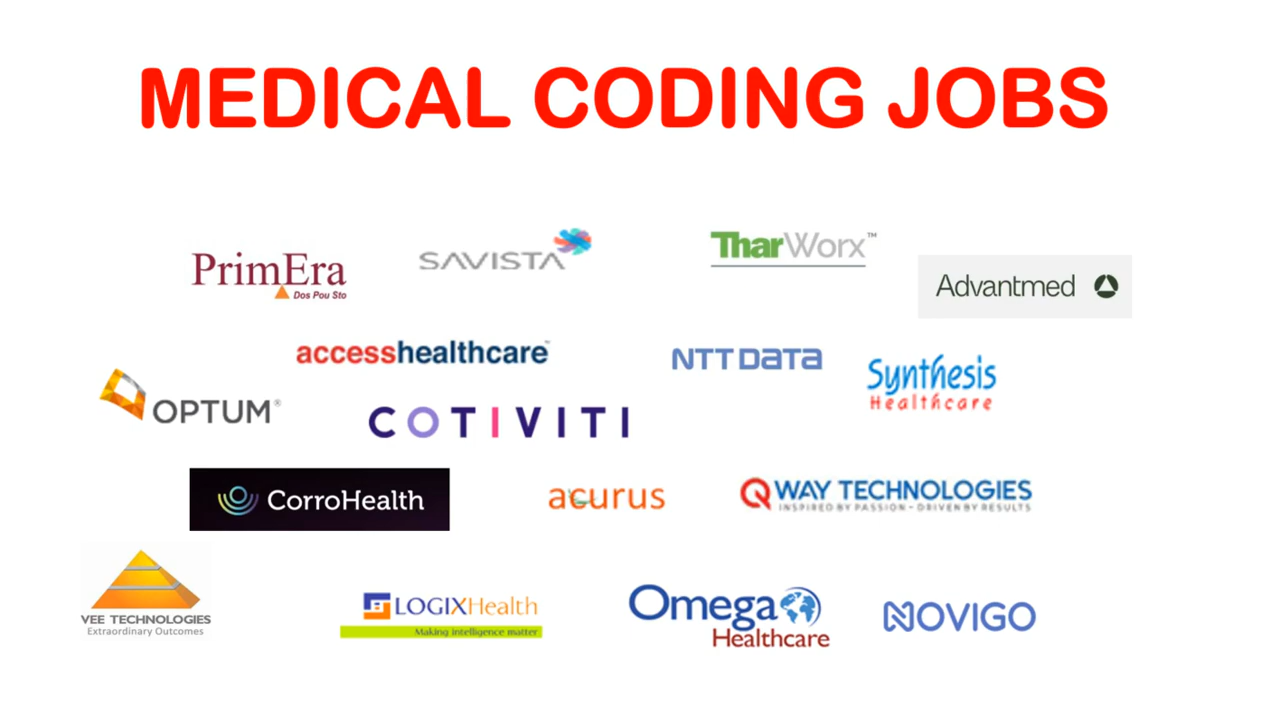 MEDICAL CODING JOBS
PrimEra
Dos Pou Sto
SAVISTA
TharWorx™
Advantmed
accesshealthcare
NTT DATA
Synthesis
Healthcare
OPTUM®
COTIVITI
CorroHealth
acurus
QWAY TECHNOLOGIES
INSPIRED BY PASSION - DRIVEN BY RESULTS
VEE TECHNOLOGIES
Extraordinary Outcomes
LOGIXHealth
Making intelligence matter
Omega
Healthcare
NOVIGO